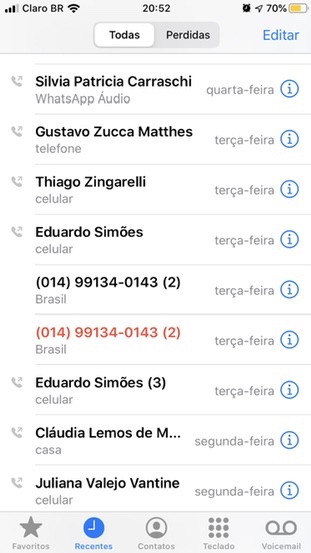 Claro BR 20:52 70%
Todas Perdidas Editar
Silvia Patricia Carraschi
WhatsApp Áudio quarta-feira
Gustavo Zucca Matthes
telefone terça-feira
Thiago Zingarelli
celular terça-feira
Eduardo Simões
celular terça-feira
(014) 99134-0143 (2)
Brasil terça-feira
(014) 99134-0143 (2)
Brasil terça-feira
Eduardo Simões (3)
celular terça-feira
Cláudia Lemos de M...
casa segunda-feira
Juliana Valejo Vantine
celular segunda-feira
Favoritos Recentes Contatos Teclado Voicemail